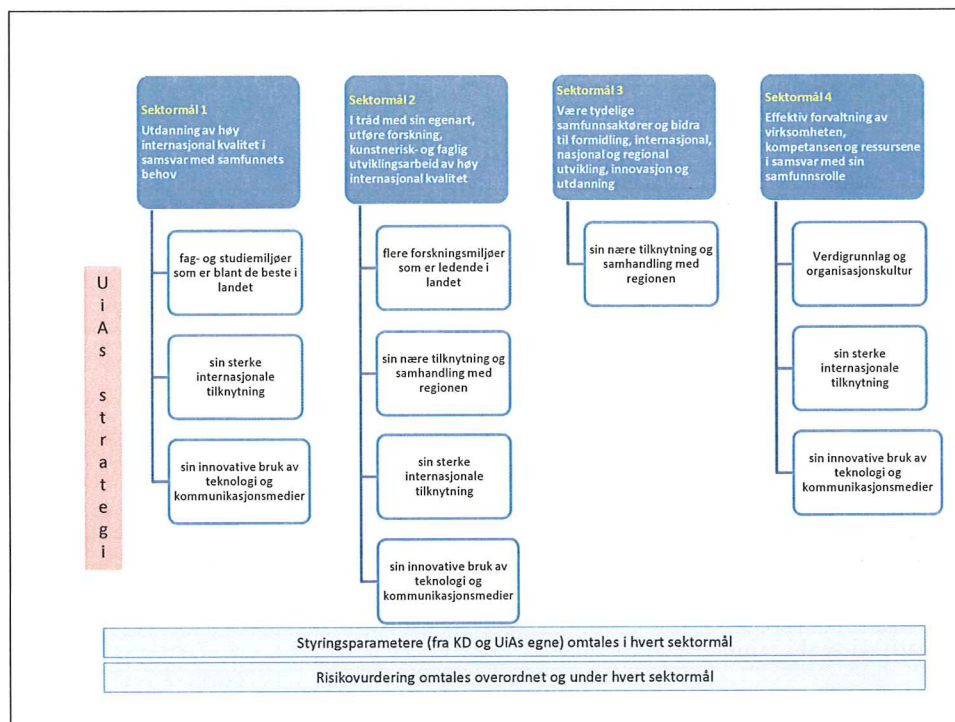 Sektormål 1
Utdanning av høy
internasjonal kvalitet i
samsvar med samfunnets
behov
fag- og studiemiljøer
som er blant de beste i
landet
sin sterke
internasjonale
tilknytning
sin innovative bruk av
teknologi og
kommunikasjonsmedier
Sektormål 2
I tråd med sin egenart,
utføre forskning,
kunstnerisk- og faglig
utviklingsarbeid av høy
internasjonal kvalitet
flere forskningsmiljøer
som er ledende i
landet
sin nære tilknytning og
samhandling med
regionen
sin sterke
internasjonale
tilknytning
sin innovative bruk av
teknologi og
kommunikasjonsmedier
Sektormål 3
Være tydelige
samfunnsaktører og bidra
til formidling, internasjonal,
nasjonal og regional
utvikling, innovasjon og
utdanning
sin nære tilknytning og
samhandling med
regionen
Sektormål 4
Effektiv forvaltning av
virksomheten,
kompetansen og ressursene
i samsvar med sin
samfunnsrolle
Verdigrunnlag og
organisasjonskultur
sin sterke
internasjonale
tilknytning
sin innovative bruk av
teknologi og
kommunikasjonsmedier
UiAs strategi
Styringsparametere (fra KD og UiAs egne) omtales i hvert sektormål
Risikovurdering omtales overordnet og under hvert sektormål